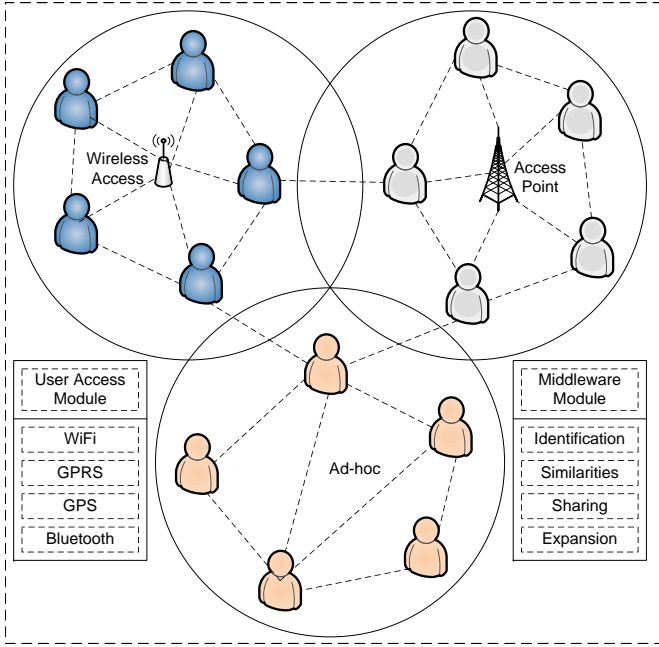 Wireless
Access
Access
Point
Ad-hoc
User Access
Module
WiFi
GPRS
GPS
Bluetooth
Middleware
Module
Identification
Similarities
Sharing
Expansion